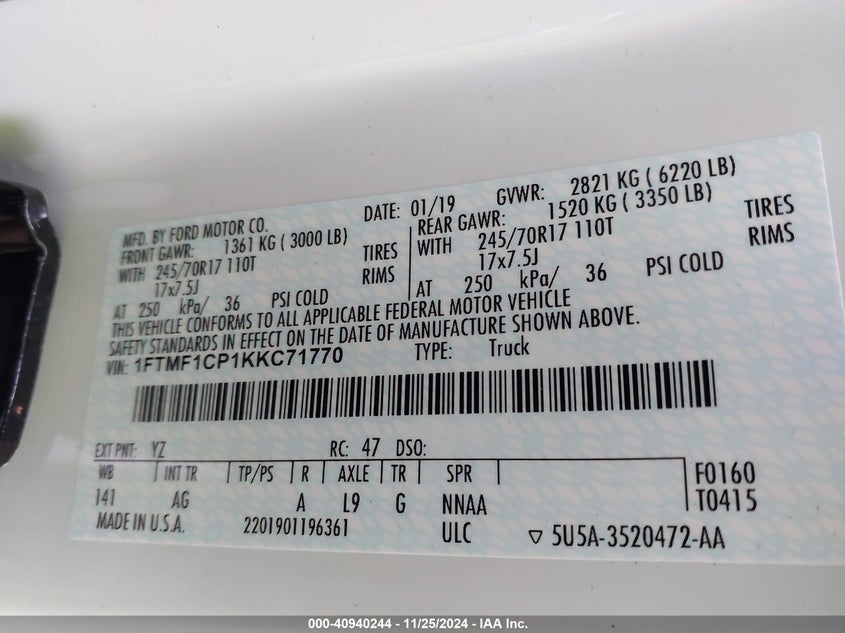 MFD. BY FORD MOTOR CO. DATE: 01/19 GVWR: 2821 KG ( 6220 LB)
FRONT GAWR: 1361 KG ( 3000 LB) REAR GAWR: 1520 KG ( 3350 LB)
WITH 245/70R17 110T TIRES WITH 245/70R17 110T TIRES
17x7.5J RIMS 17x7.5J RIMS
AT 250 kPa/ 36 PSI COLD AT 250 kPa/ 36 PSI COLD
THIS VEHICLE CONFORMS TO ALL APPLICABLE FEDERAL MOTOR VEHICLE
SAFETY STANDARDS IN EFFECT ON THE DATE OF MANUFACTURE SHOWN ABOVE.
VIN: 1FTMF1CP1KKC71770 TYPE: Truck
EXT PNT: YZ RC: 47 DSO:
WB INT TR TP/PS R AXLE TR SPR F0160
141 AG A L9 G NNAA T0415
MADE IN U.S.A. 2201901196361 ULC ▽ 5U5A-3520472-AA
000-40940244 - 11/25/2024 - IAA Inc.